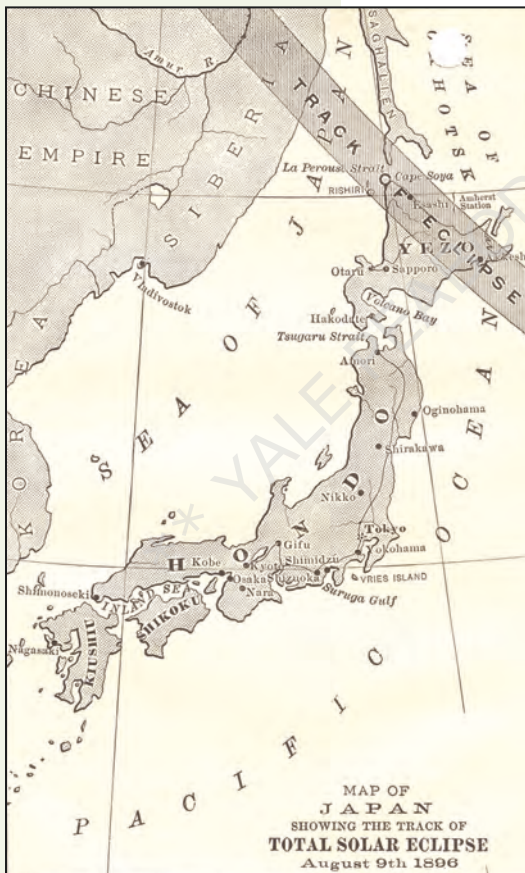 Amur R
CHINESE
EMPIRE
SIBERIA
SAGHALIEN
SEA OF
OKHOTSK
TRACK OF ECLIPSE
La Perouse Strait
Cape Soya
RISHIRI
Esashi
Amherst
Station
YEZO
Otaru
Sapporo
Vladivostok
Volcano Bay
Hakodate
Tsugaru Strait
Amori
SEA OF JAPAN
KOREA
Oginohama
Shirakawa
Nikko
HONDO
Tokyo
Yokohama
Gifu
Kobe
Kyoto
Shimidzu
Osaka
Shizuoka
VRIES ISLAND
Nara
Suruga Gulf
Shimonoseki
INLAND SEA
SHIKOKU
Nagasaki
KIUSHIU
PACIFIC OCEAN
MAP OF
JAPAN
SHOWING THE TRACK OF
TOTAL SOLAR ECLIPSE
August 9th 1896